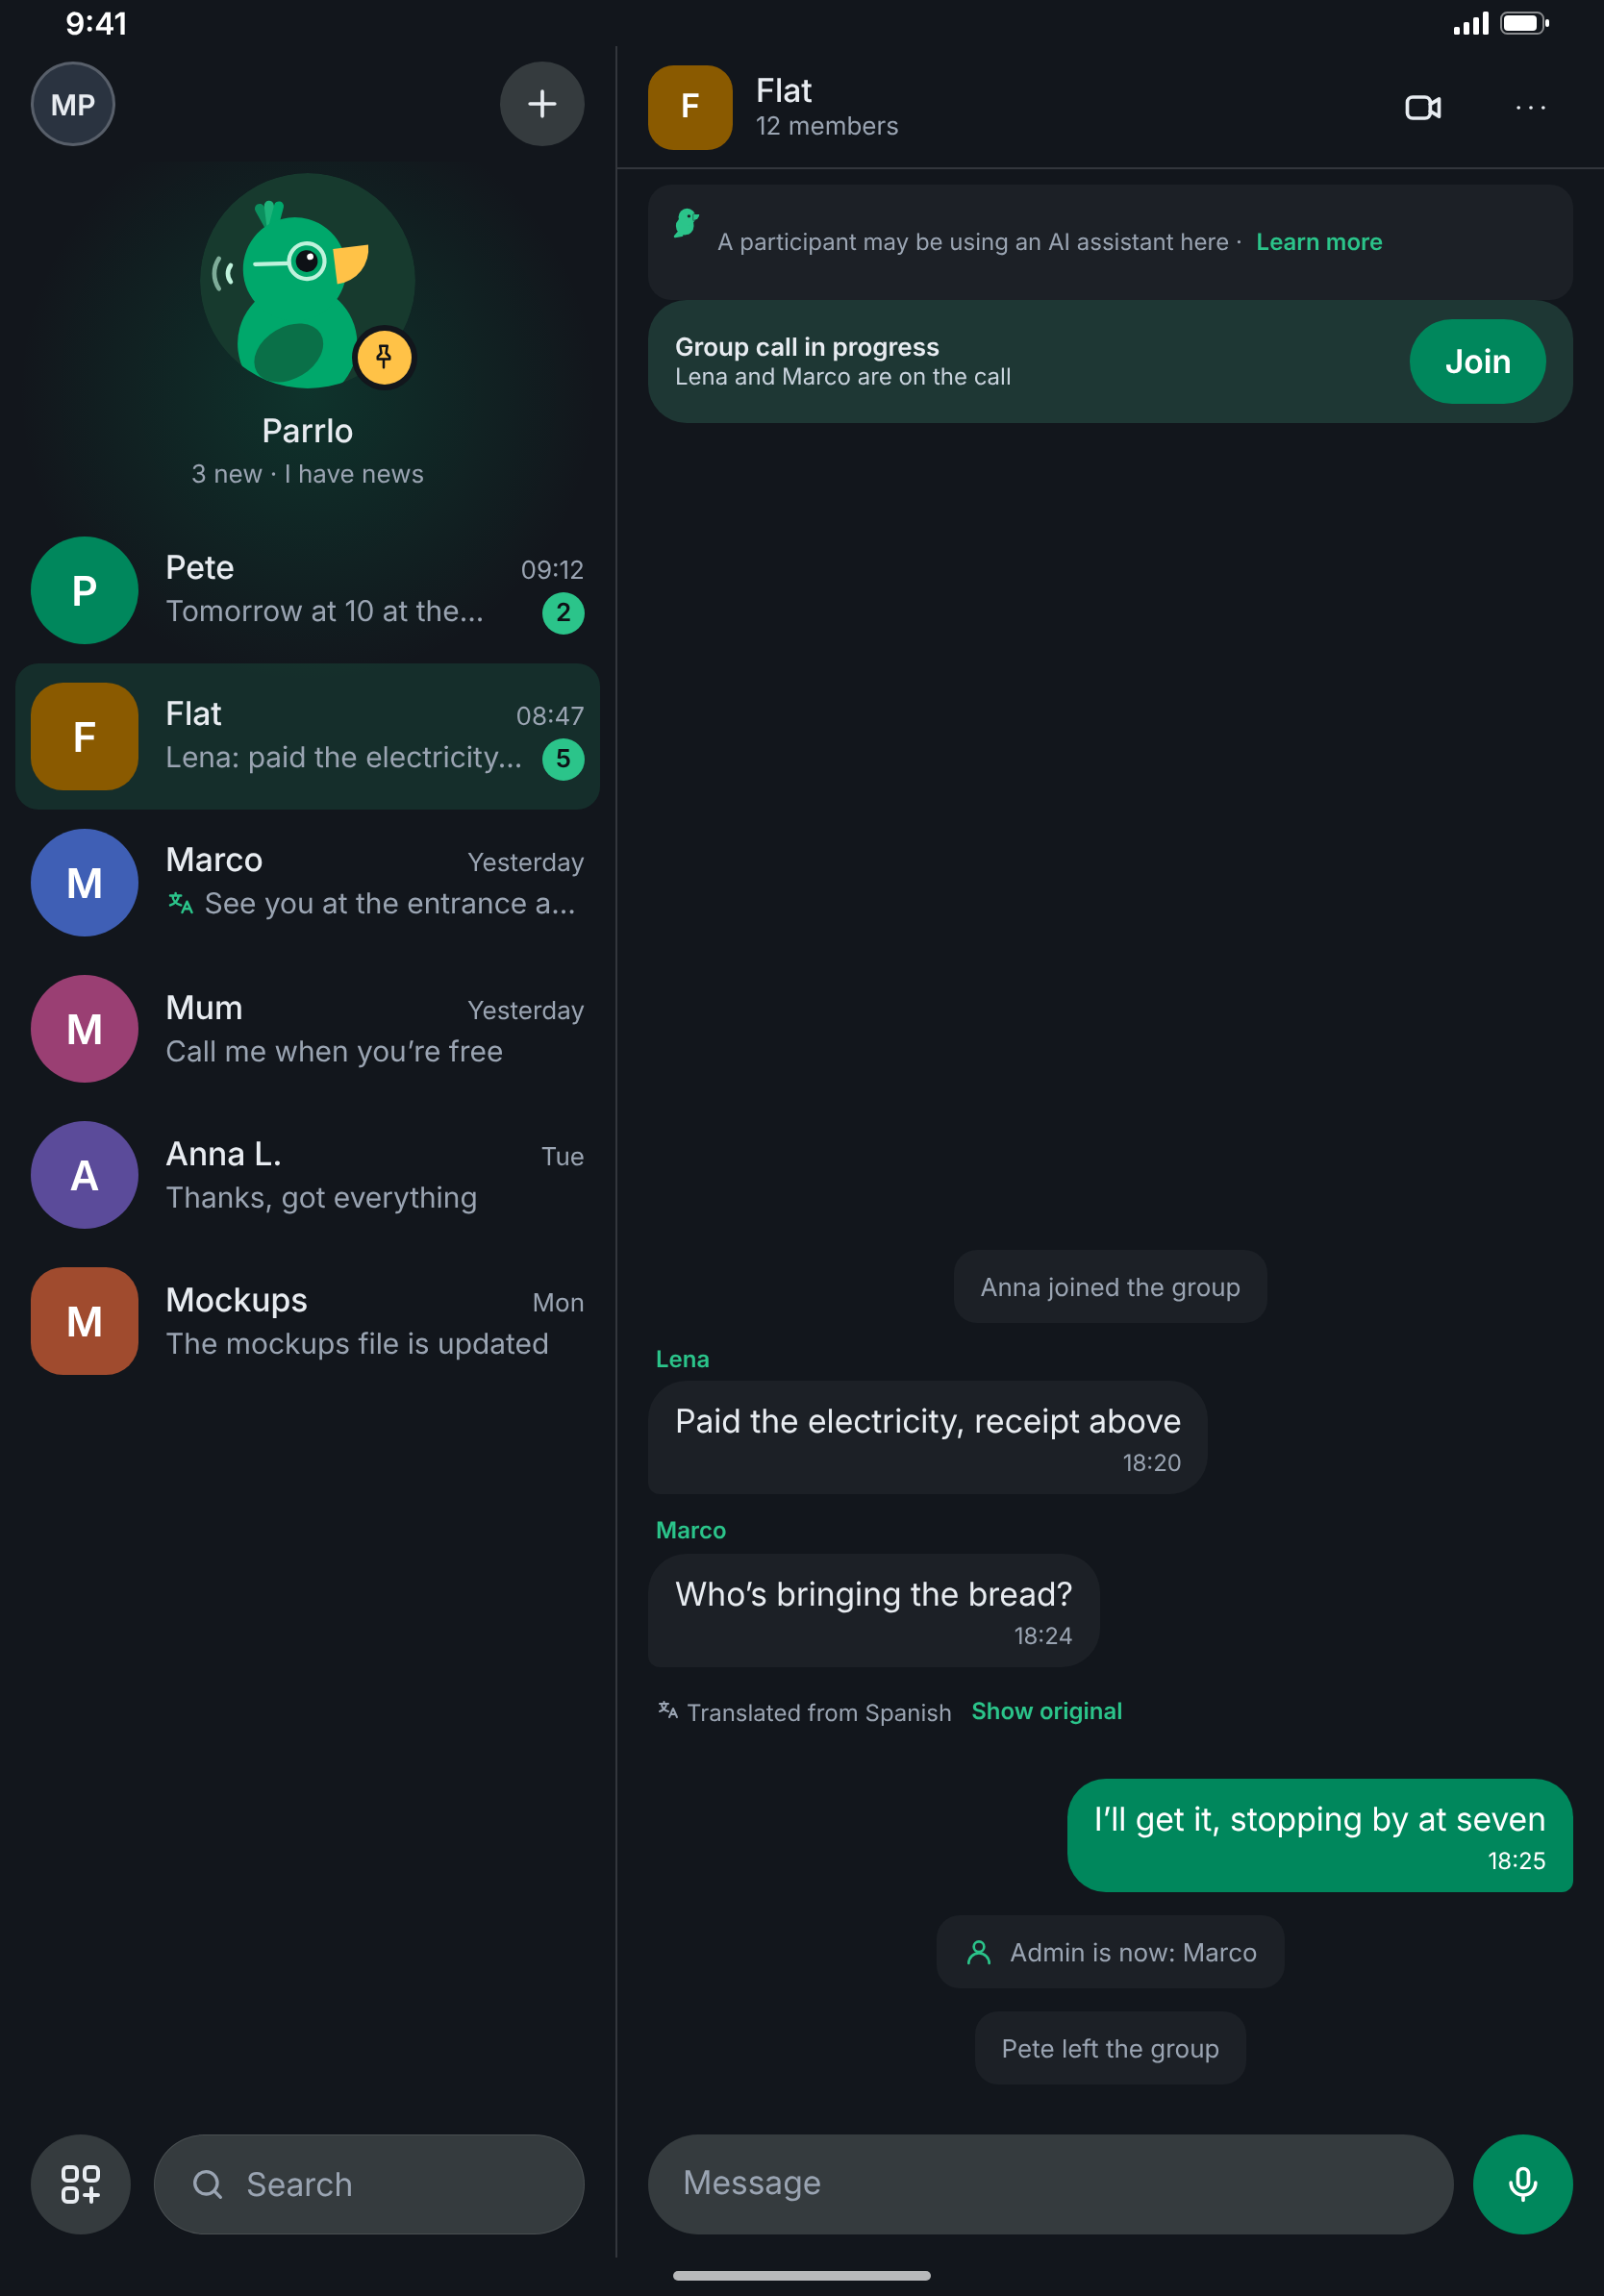 9:41
MP
Parrlo
3 new · I have news
P
Pete
09:12
Tomorrow at 10 at the...
2
F
Flat
08:47
Lena: paid the electricity...
5
M
Marco
Yesterday
See you at the entrance a...
M
Mum
Yesterday
Call me when you’re free
A
Anna L.
Tue
Thanks, got everything
M
Mockups
Mon
The mockups file is updated
Search
F
Flat
12 members
A participant may be using an AI assistant here · Learn more
Group call in progress
Lena and Marco are on the call
Join
Anna joined the group
Lena
Paid the electricity, receipt above
18:20
Marco
Who’s bringing the bread?
18:24
Translated from Spanish Show original
I’ll get it, stopping by at seven
18:25
Admin is now: Marco
Pete left the group
Message